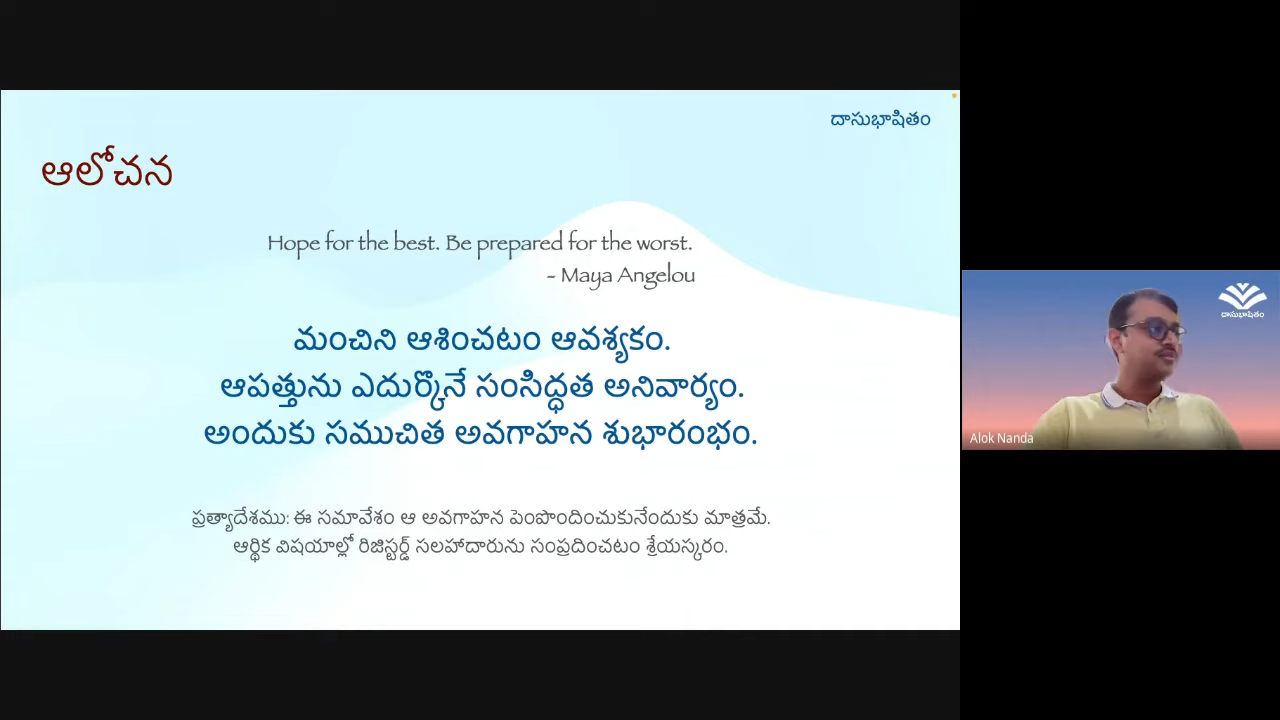 దాసుభాషితం
ఆలోచన
Hope for the best. Be prepared for the worst.
- Maya Angelou
మంచిని ఆశించటం ఆవశ్యకం.
ఆపత్తును ఎదుర్కొనే సంసిద్ధత అనివార్యం.
అందుకు సముచిత అవగాహన శుభారంభం.
ప్రత్యాదేశము: ఈ సమావేశం ఆ అవగాహన పెంపొందించుకునేందుకు మాత్రమే.
ఆర్థిక విషయాల్లో రిజిస్టర్డ్ సలహాదారును సంప్రదించటం శ్రేయస్కరం.
దాసుభాషితం
Alok Nanda